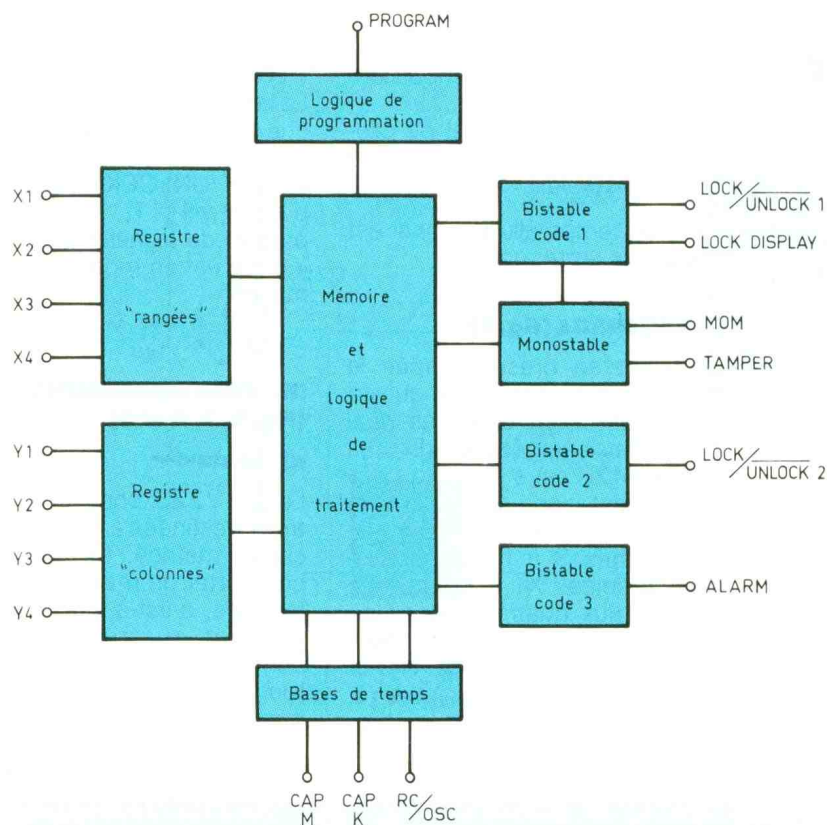 PROGRAM
Logique de
programmation
X1
X2
X3
X4
Registre
"rangées"
Y1
Y2
Y3
Y4
Registre
"colonnes"
Mémoire
et
logique
de
traitement
Bistable
code 1
LOCK/UNLOCK 1
LOCK DISPLAY
Monostable
MOM
TAMPER
Bistable
code 2
LOCK/UNLOCK 2
Bistable
code 3
ALARM
Bases de temps
CAP
M
CAP
K
RC/OSC